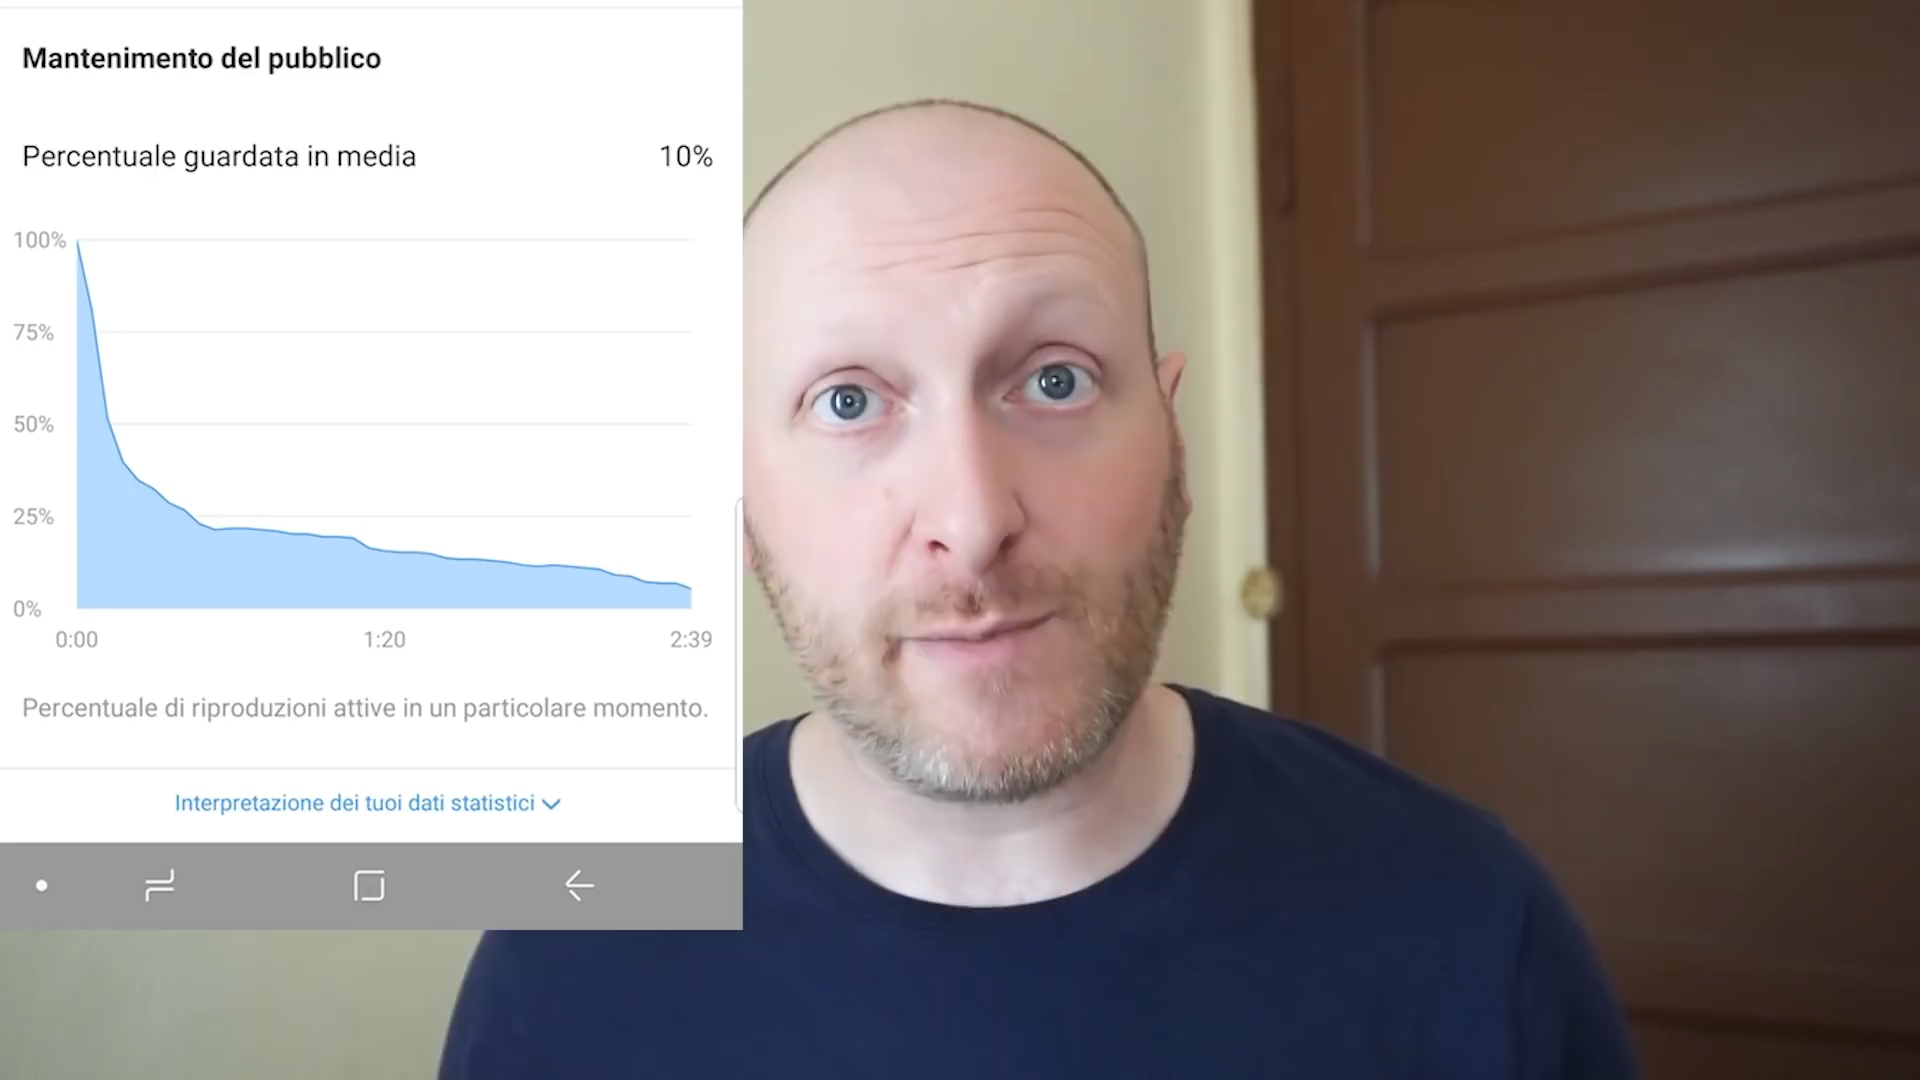 Mantenimento del pubblico
Percentuale guardata in media 10%
100%
75%
50%
25%
0%
0:00 1:20 2:39
Percentuale di riproduzioni attive in un particolare momento.
Interpretazione dei tuoi dati statistici